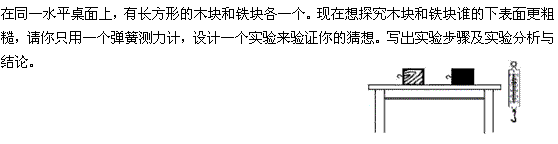 在同一水平桌面上，有长方形的木块和铁块各一个。现在想探究木块和铁块谁的下表面更粗
糙，请你只用一个弹簧测力计，设计一个实验来验证你的猜想。写出实验步骤及实验分析与
结论。